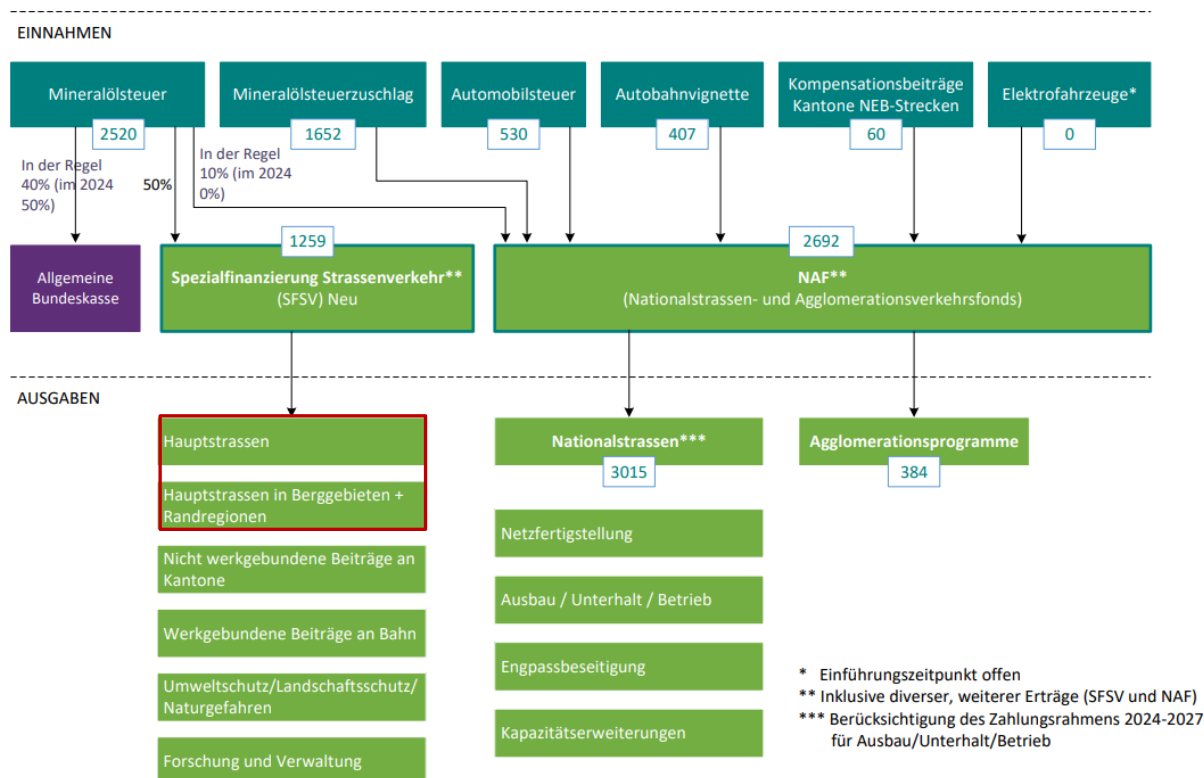 EINNAHMEN
Mineralölsteuer
2520
Mineralölsteuerzuschlag
1652
Automobilsteuer
530
Autobahnvignette
407
Kompensationsbeiträge
Kantone NEB-Strecken
60
Elektrofahrzeuge*
0
In der Regel
40% (im 2024
50%)
50%
In der Regel
10% (im 2024
0%)
Allgemeine
Bundeskasse
1259
Spezialfinanzierung Strassenverkehr**
(SFSV) Neu
2692
NAF**
(Nationalstrassen- und Agglomerationsverkehrsfonds)
AUSGABEN
Hauptstrassen
Hauptstrassen in Berggebieten +
Randregionen
Nicht werkgebundene Beiträge an
Kantone
Werkgebundene Beiträge an Bahn
Umweltschutz/Landschaftsschutz/
Naturgefahren
Forschung und Verwaltung
Nationalstrassen***
3015
Netzfertigstellung
Ausbau / Unterhalt / Betrieb
Engpassbeseitigung
Kapazitätserweiterungen
Agglomerationsprogramme
384
* Einführungszeitpunkt offen
** Inklusive diverser, weiterer Erträge (SFSV und NAF)
*** Berücksichtigung des Zahlungsrahmens 2024-2027
für Ausbau/Unterhalt/Betrieb